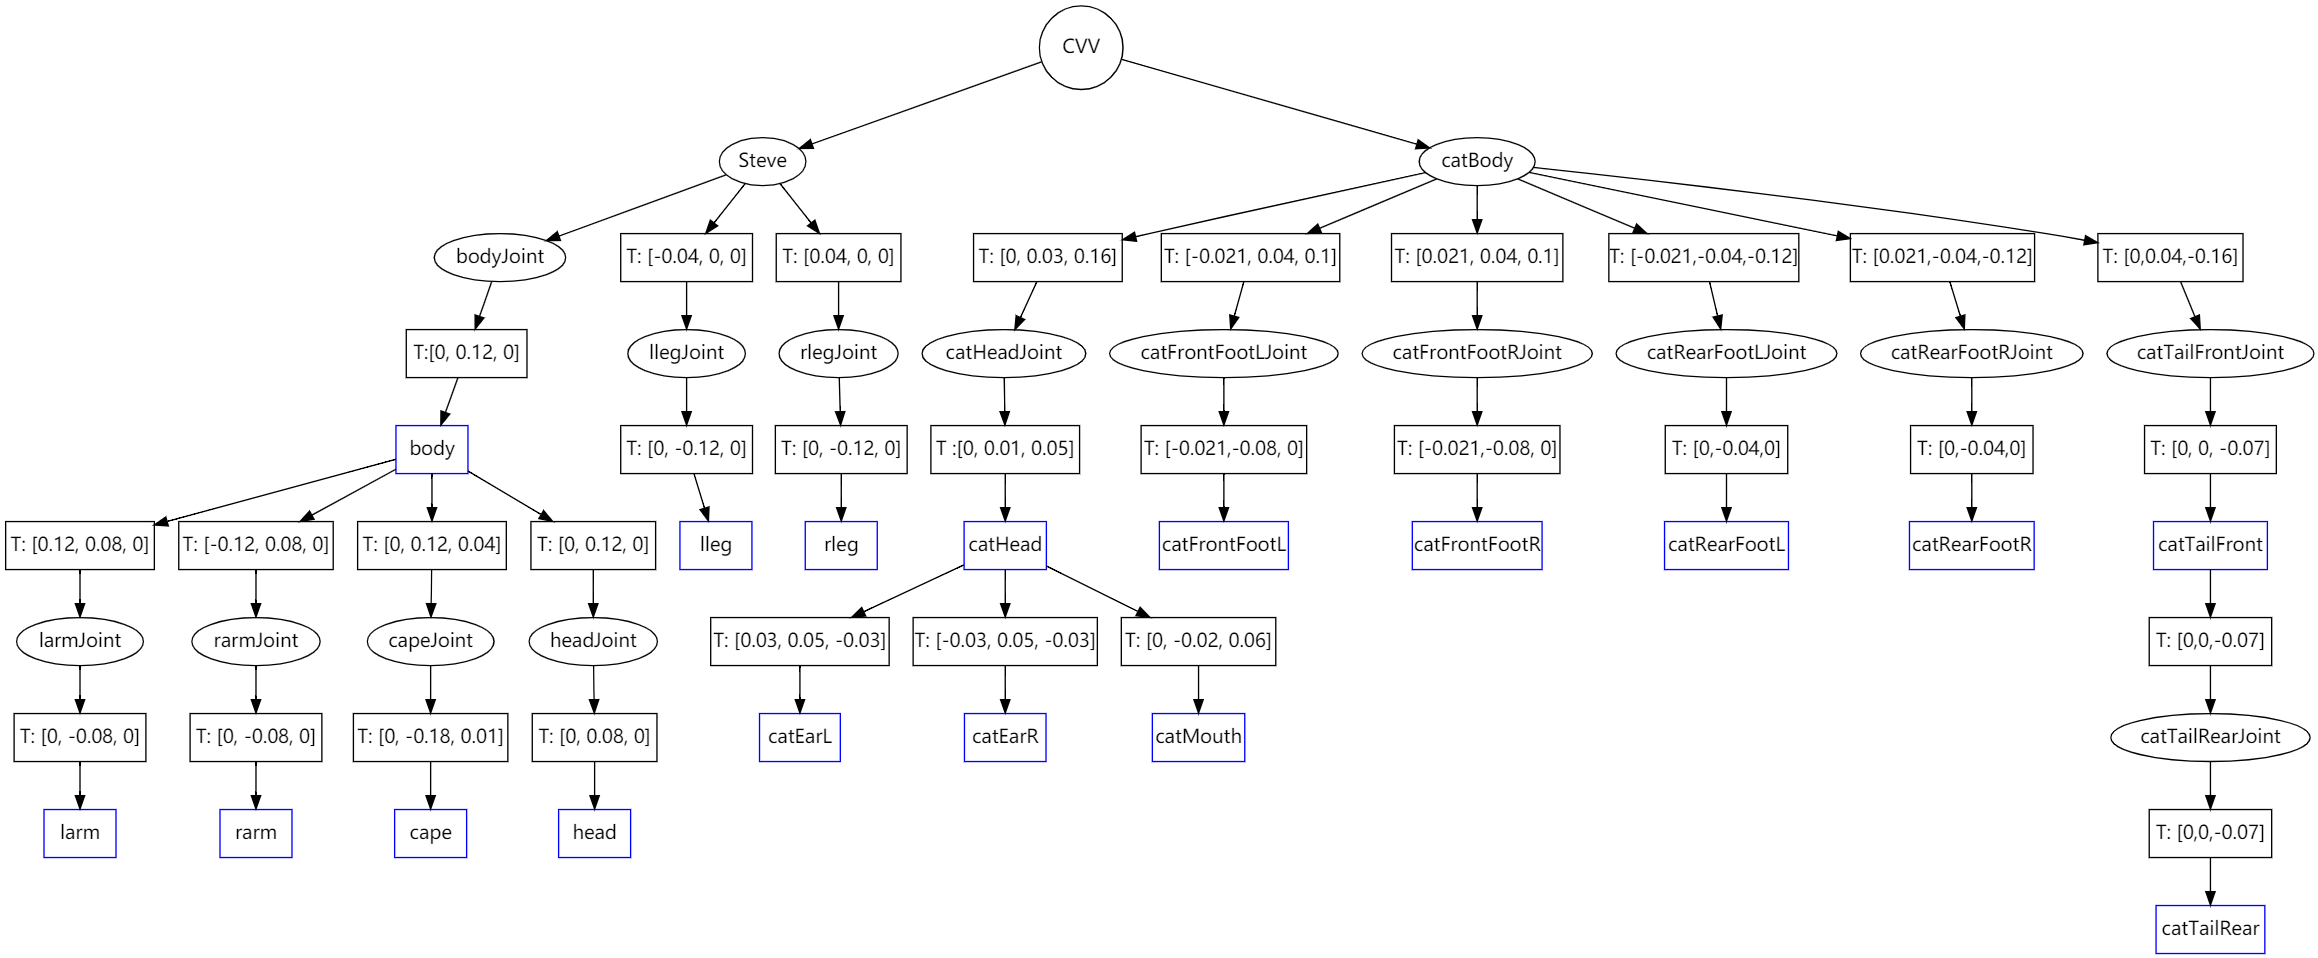 CVV
Steve
catBody
bodyJoint
T: [-0.04, 0, 0]
T: [0.04, 0, 0]
T: [0, 0.03, 0.16]
T: [-0.021, 0.04, 0.1]
T: [0.021, 0.04, 0.1]
T: [-0.021,-0.04,-0.12]
T: [0.021,-0.04,-0.12]
T: [0,0.04,-0.16]
T:[0, 0.12, 0]
llegJoint
rlegJoint
catHeadJoint
catFrontFootLJoint
catFrontFootRJoint
catRearFootLJoint
catRearFootRJoint
catTailFrontJoint
body
T: [0, -0.12, 0]
T: [0, -0.12, 0]
T :[0, 0.01, 0.05]
T: [-0.021,-0.08, 0]
T: [-0.021,-0.08, 0]
T: [0,-0.04,0]
T: [0,-0.04,0]
T: [0, 0, -0.07]
T: [0.12, 0.08, 0]
T: [-0.12, 0.08, 0]
T: [0, 0.12, 0.04]
T: [0, 0.12, 0]
lleg
rleg
catHead
catFrontFootL
catFrontFootR
catRearFootL
catRearFootR
catTailFront
larmJoint
rarmJoint
capeJoint
headJoint
T: [0.03, 0.05, -0.03]
T: [-0.03, 0.05, -0.03]
T: [0, -0.02, 0.06]
T: [0,0,-0.07]
T: [0, -0.08, 0]
T: [0, -0.08, 0]
T: [0, -0.18, 0.01]
T: [0, 0.08, 0]
catEarL
catEarR
catMouth
catTailRearJoint
larm
rarm
cape
head
T: [0,0,-0.07]
catTailRear